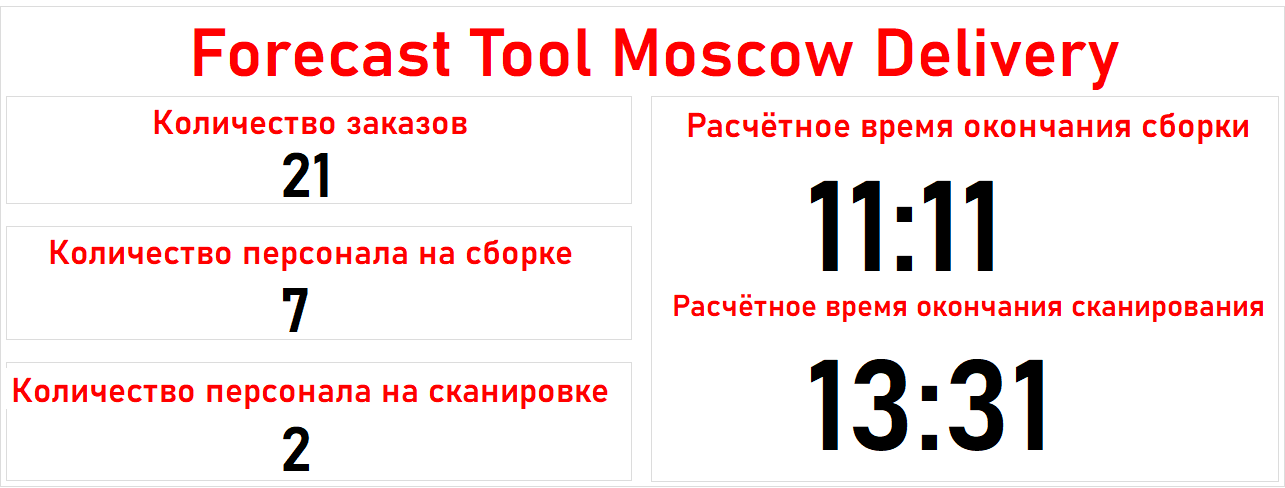 Forecast Tool Moscow Delivery
Количество заказов
21
Количество персонала на сборке
7
Количество персонала на сканировке
2
Расчётное время окончания сборки
11:11
Расчётное время окончания сканирования
13:31